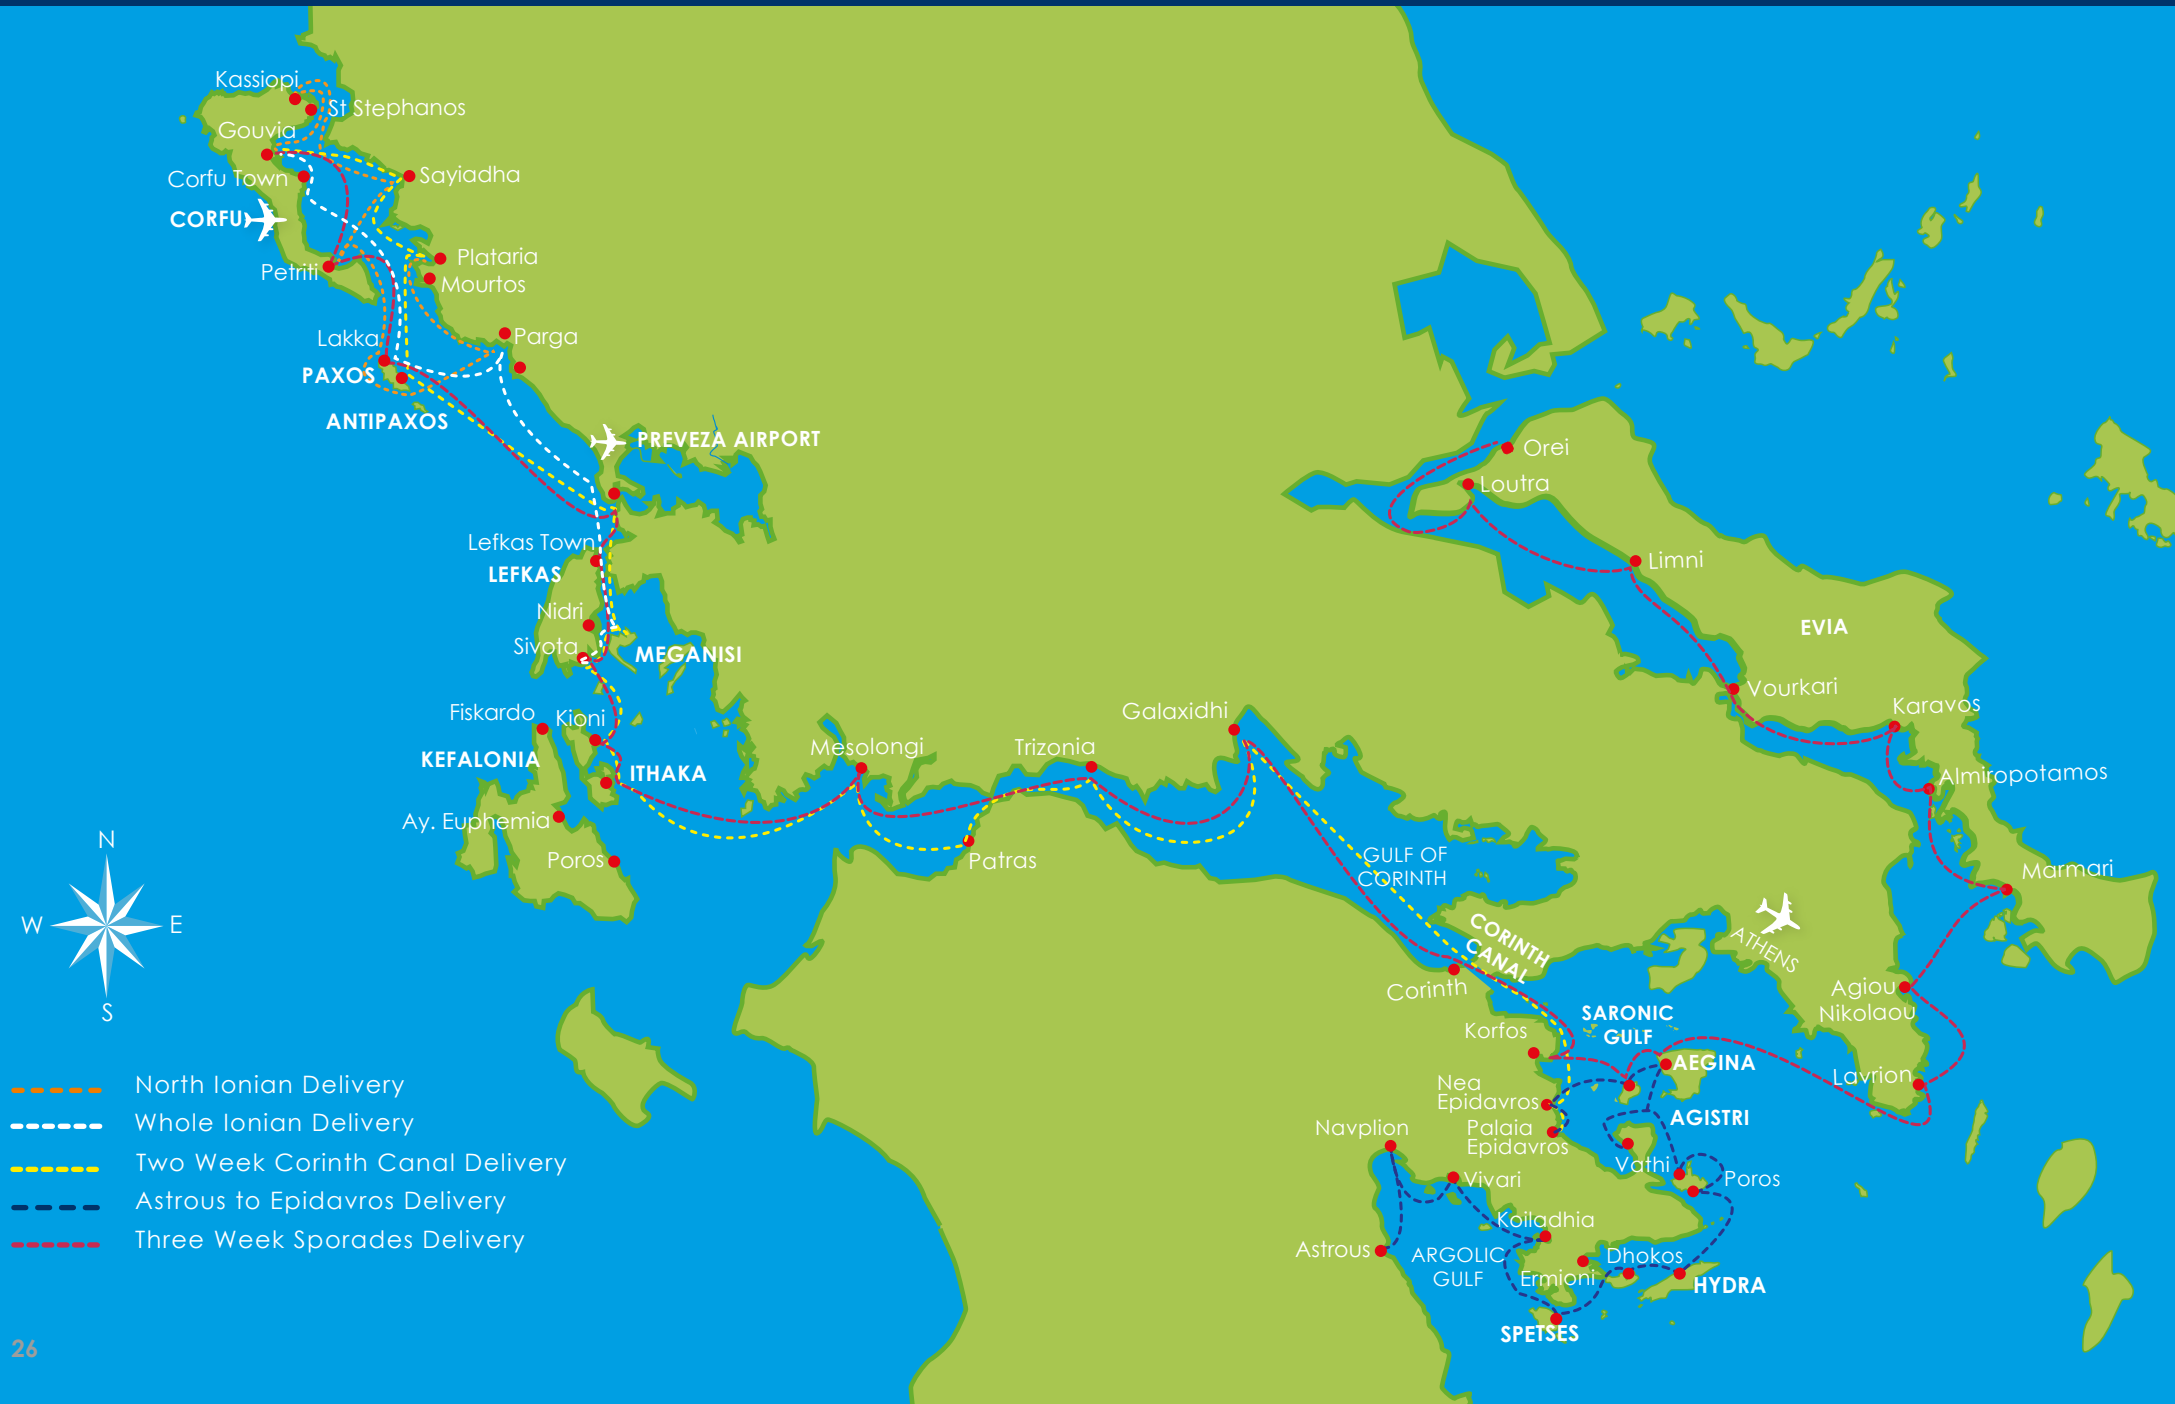 Kassiopi
St Stephanos
Gouvia
Corfu Town
Sayiadha
CORFU
Plataria
Petriti
Mourtos
Lakka
Parga
PAXOS
ANTIPAXOS
PREVEZA AIRPORT
Orei
Loutra
Lefkas Town
LEFKAS
Limni
Nidri
EVIA
Sivota
MEGANISI
Vourkari
Fiskardo
Kioni
Galaxidhi
Karavos
KEFALONIA
ITHAKA
Mesolongi
Trizonia
Almiropotamos
Ay. Euphemia
Poros
Patras
GULF OF
CORINTH
Marmari
N
W
E
S
CORINTH
CANAL
ATHENS
Corinth
Agiou
Nikolaou
Korfos
SARONIC
GULF
AEGINA
Lavrion
Nea
Epidavros
AGISTRI
Navplion
Palaia
Epidavros
Vathi
Poros
Vivari
Koiladhia
Astrous
ARGOLIC
GULF
Dhokos
Ermioni
HYDRA
SPETSES
North Ionian Delivery
Whole Ionian Delivery
Two Week Corinth Canal Delivery
Astrous to Epidavros Delivery
Three Week Sporades Delivery
26